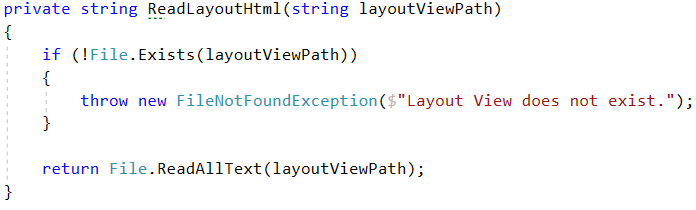 private string ReadLayoutHtml(string layoutViewPath)
{
    if (!File.Exists(layoutViewPath))
    {
        throw new FileNotFoundException($"Layout View does not exist.");
    }

    return File.ReadAllText(layoutViewPath);
}